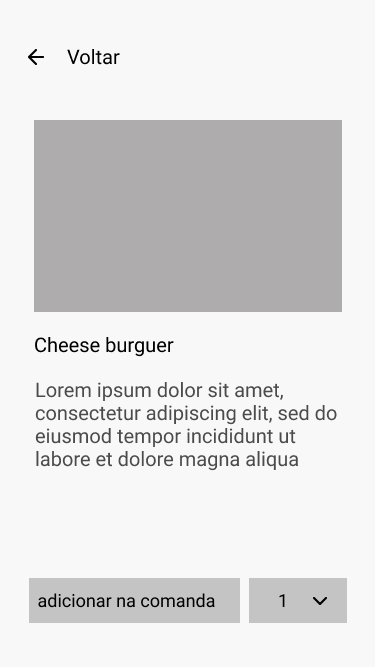 Voltar
Cheese burguer
Lorem ipsum dolor sit amet,
consectetur adipiscing elit, sed do
eiusmod tempor incididunt ut
labore et dolore magna aliqua
adicionar na comanda
1